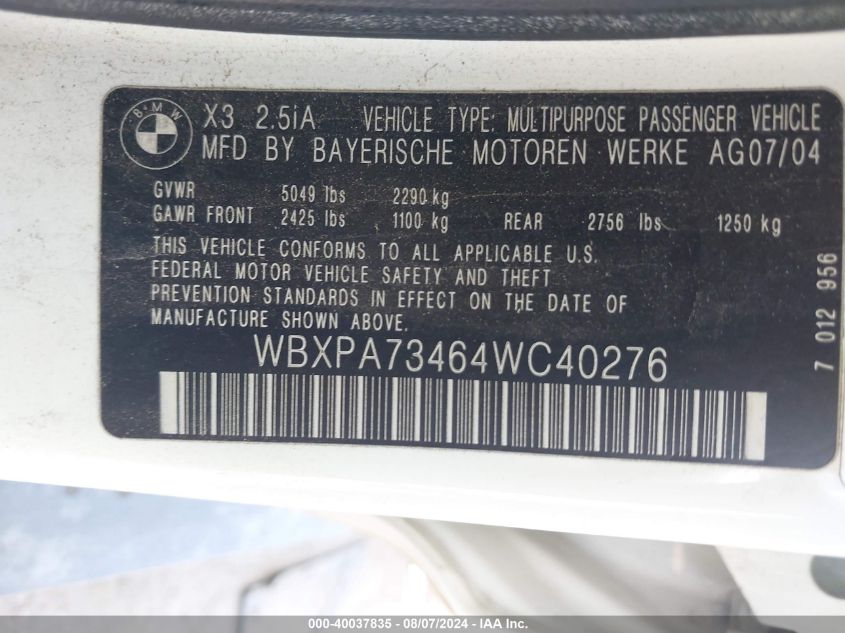 BMW X3 2.5iA VEHICLE TYPE: MULTIPURPOSE PASSENGER VEHICLE
MFD BY BAYERISCHE MOTOREN WERKE AG07/04
GVWR 5049 lbs 2290 kg
GAWR FRONT 2425 lbs 1100 kg REAR 2756 lbs 1250 kg
THIS VEHICLE CONFORMS TO ALL APPLICABLE U.S.
FEDERAL MOTOR VEHICLE SAFETY AND THEFT
PREVENTION STANDARDS IN EFFECT ON THE DATE OF
MANUFACTURE SHOWN ABOVE.
WBXPA73464WC40276
7 012 956
000-40037835 - 08/07/2024 - IAAI.com